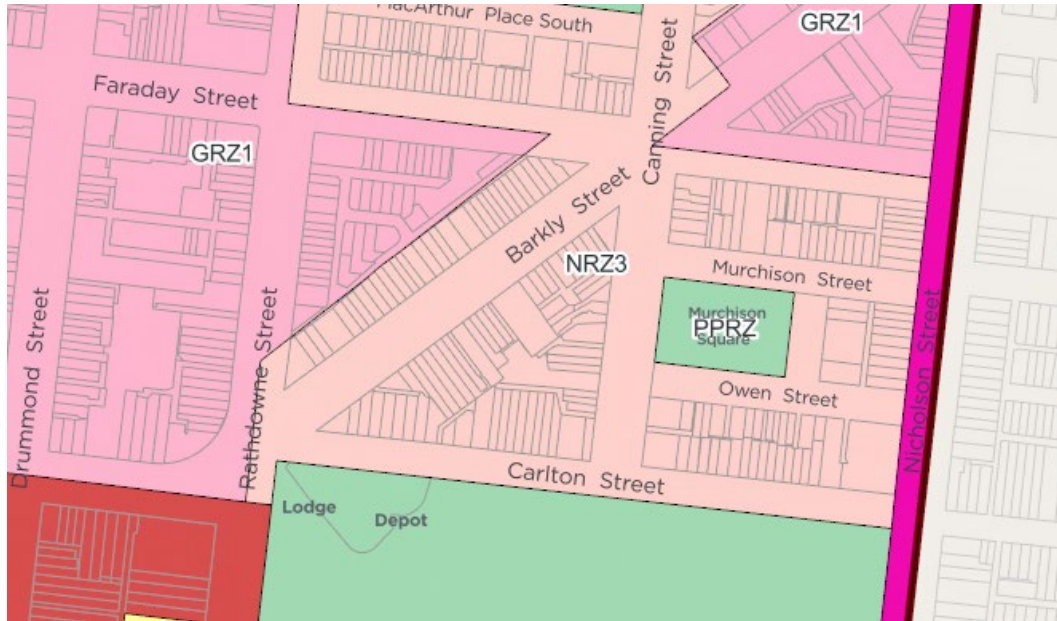 MacArthur Place South
GRZ1
Faraday Street
Canning Street
GRZ1
Barkly Street
NRZ3
Murchison Street
Murchison
PPRZ
Square
Drummond Street
Rathdowne Street
Nicholson Street
Owen Street
Carlton Street
Lodge
Depot